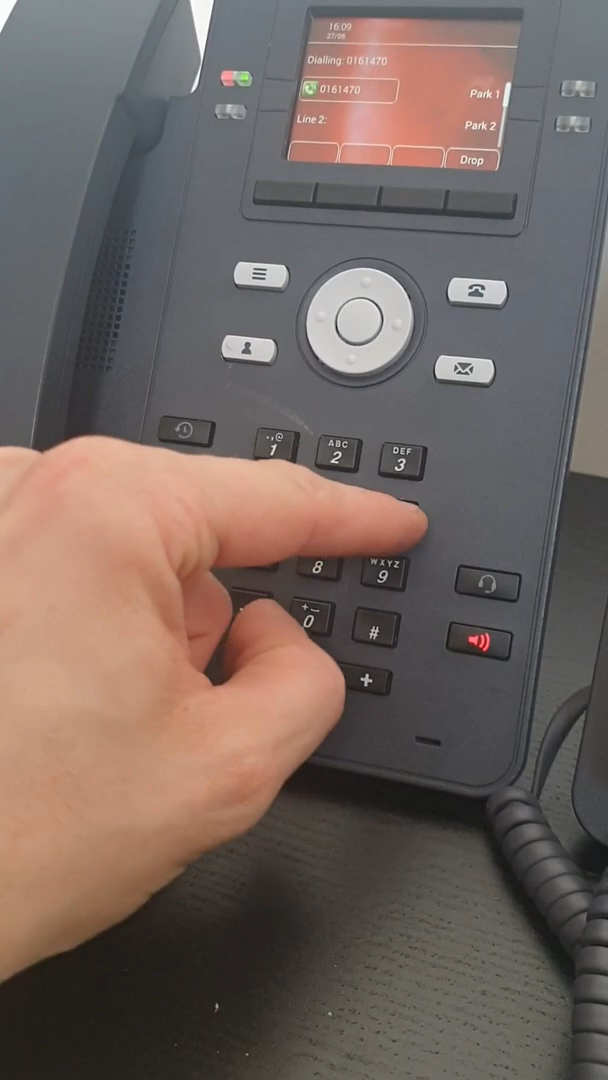 16:09
27/05
Dialling: 0161470
0161470
Park 1
Line 2:
Park 2
Drop
.,@
1
ABC
2
DEF
3
8
WXYZ
9
0
#
+